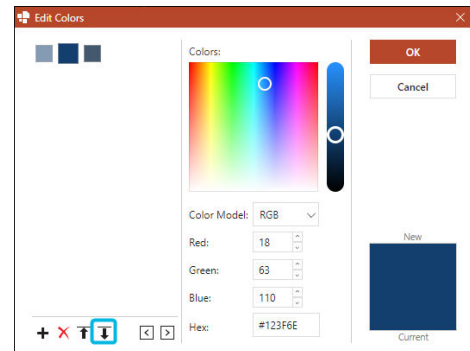 Edit Colors
Colors:
OK
Cancel
Color Model: RGB
Red: 18
Green: 63
Blue: 110
Hex: #123F6E
New
Current